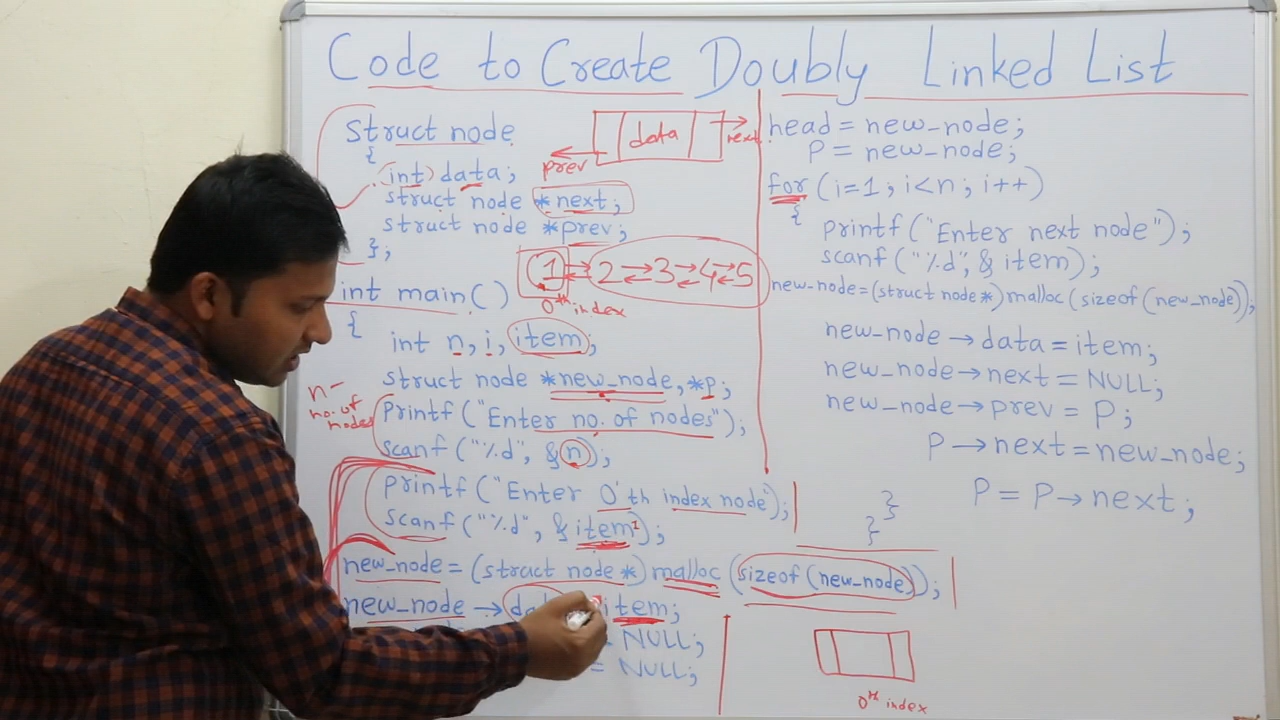 Code to Create Doubly Linked List
struct node
{
int data;
struct node *next;
struct node *prev;
};
data
prev
next
1 2 3 4 5
0th index
int main()
{
int n, i, item;
struct node *new_node, *p;
n-
no. of
nodes
printf("Enter no. of nodes");
scanf("%d", &n);
printf("Enter 0'th index node");
scanf("%d", &item);
1
new_node = (struct node *) malloc (sizeof (new_node));
new_node → item;
= NULL;
= NULL;
0th index
head = new_node;
P = new_node;
for (i=1; i<n; i++)
{
printf("Enter next node");
scanf("%d", & item);
new_node=(struct node*) malloc(sizeof(new_node));
new_node → data = item;
new_node → next = NULL;
new_node → prev = P;
P → next = new_node;
P = P → next;
}
}